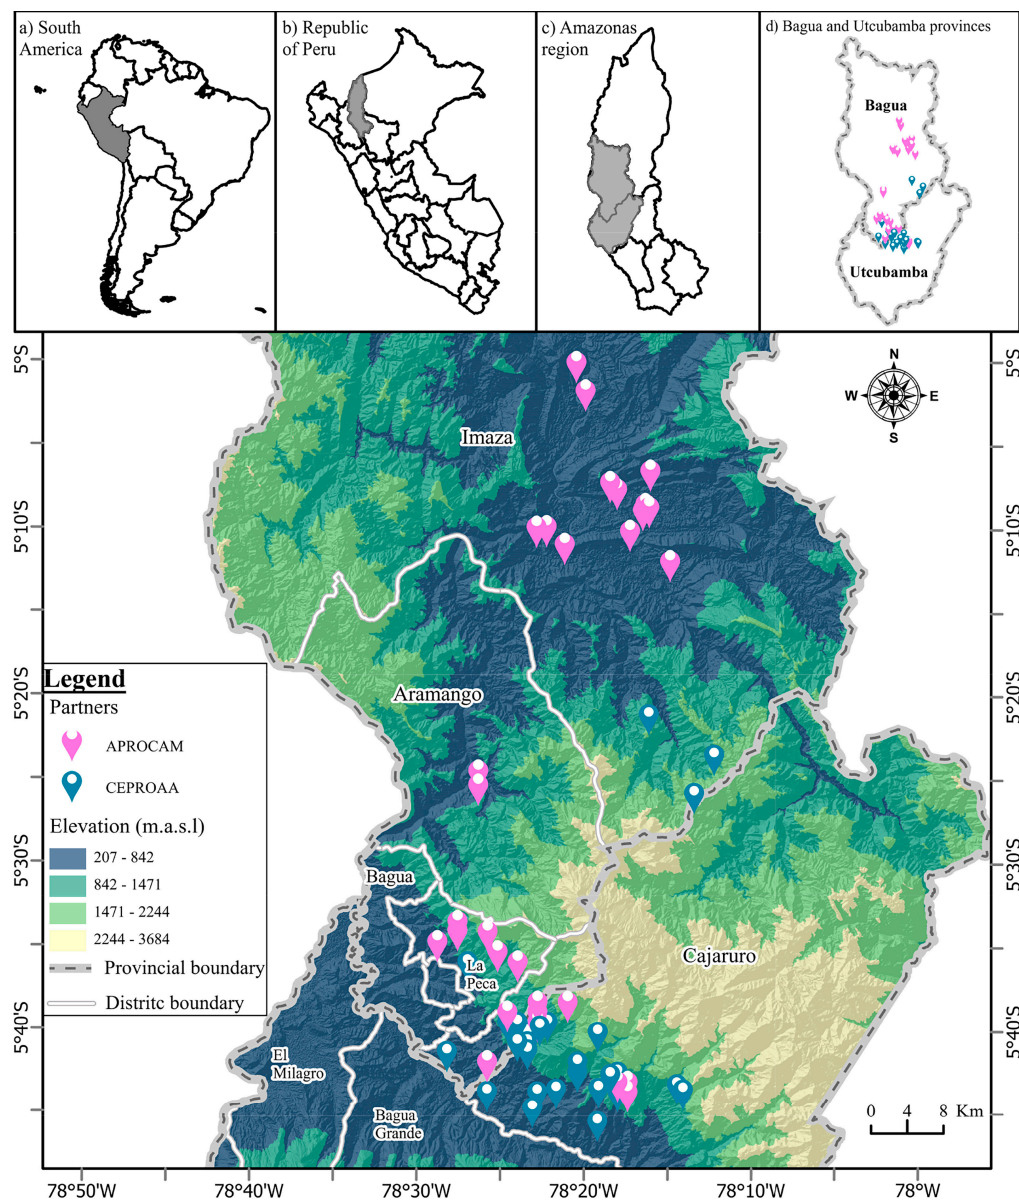 a) South
America
b) Republic
of Peru
c) Amazonas
region
d) Bagua and Utcubamba provinces
Bagua
Utcubamba
5°S
5°S
N
W
E
S
Imaza
5°10'S
5°10'S
Legend
Partners
APROCAM
CEPROAA
Elevation (m.a.s.l)
207 - 842
842 - 1471
1471 - 2244
2244 - 3684
Provincial boundary
Distritc boundary
Aramango
5°20'S
5°20'S
5°30'S
5°30'S
Bagua
La
Peca
Cajaruro
5°40'S
5°40'S
El
Milagro
Bagua
Grande
0 4 8 Km
78°50'W
78°40'W
78°30'W
78°20'W
78°10'W
78°W